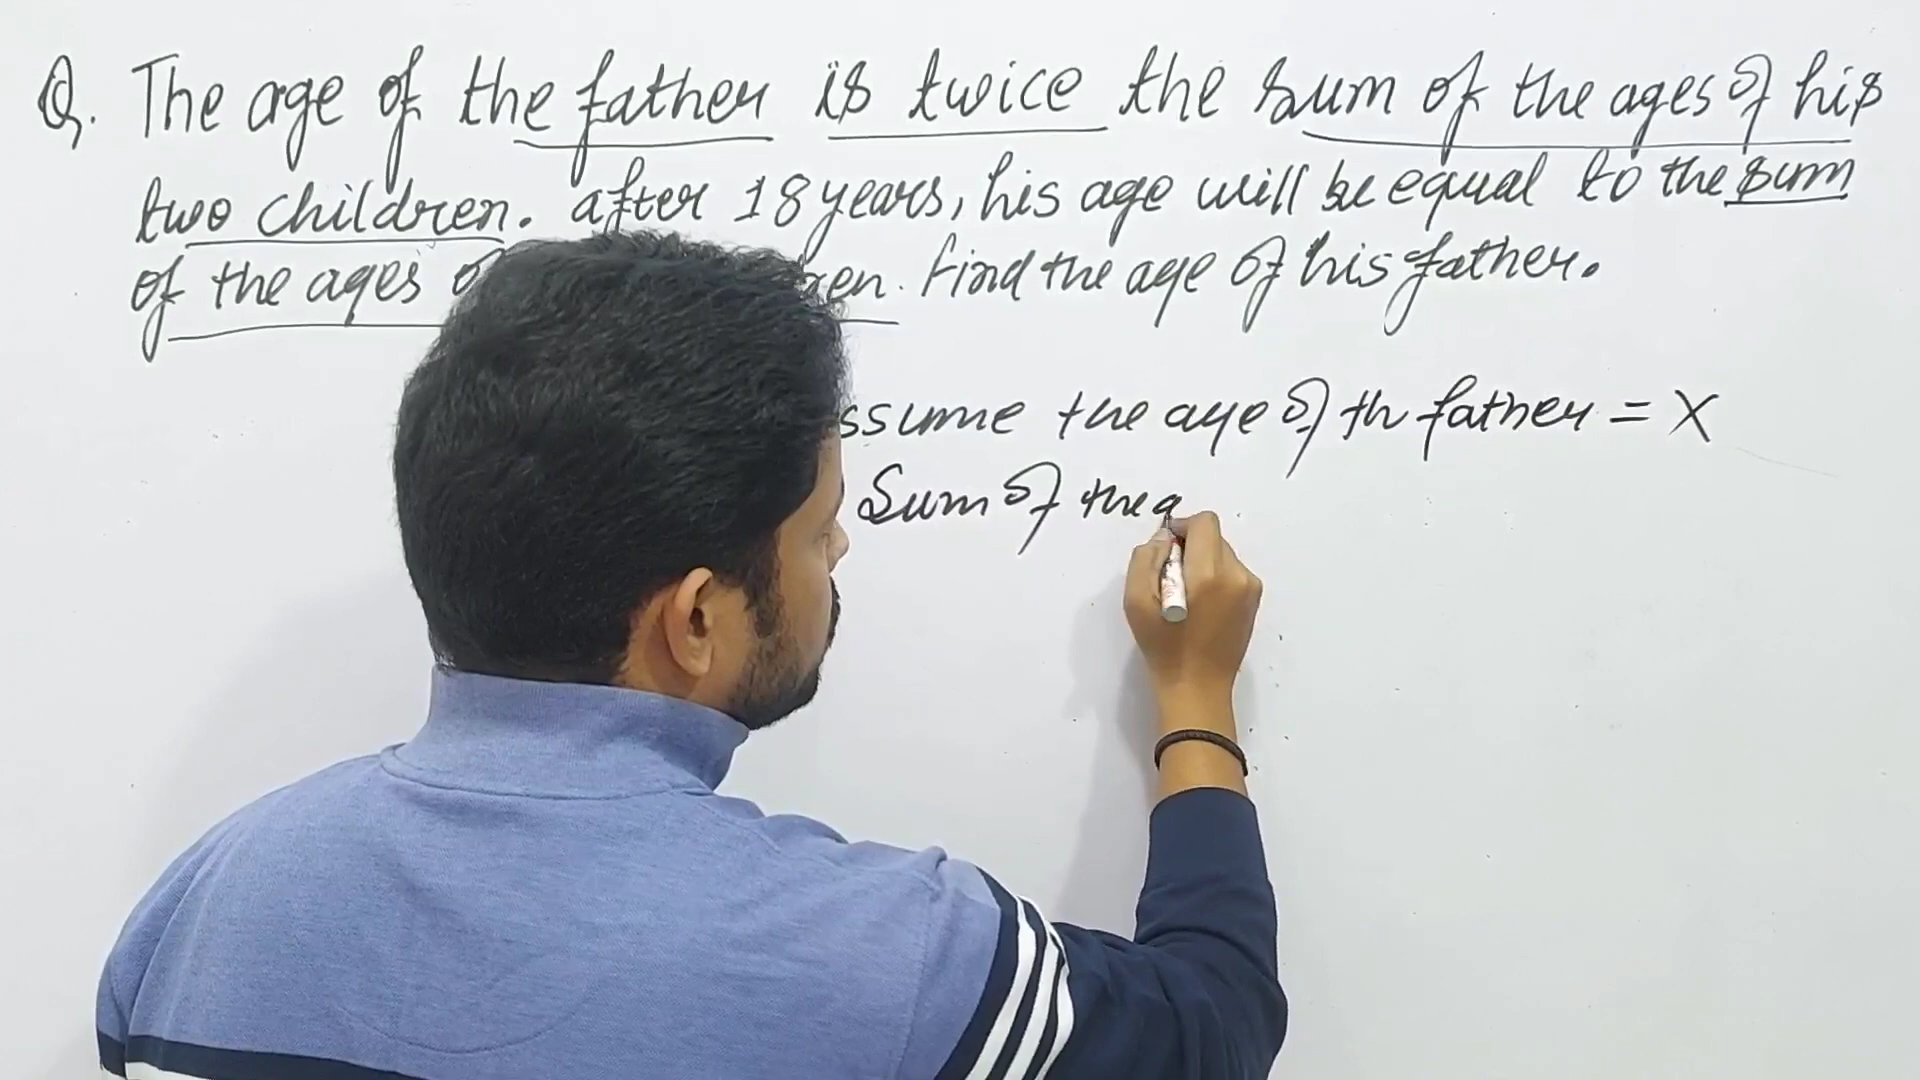 Q. The age of the father is twice the sum of the ages of his
two children. after 18 years, his age will be equal to the sum
of the ages of ren. find the age of his father.
ssume the age of th father = X
Sum of the a